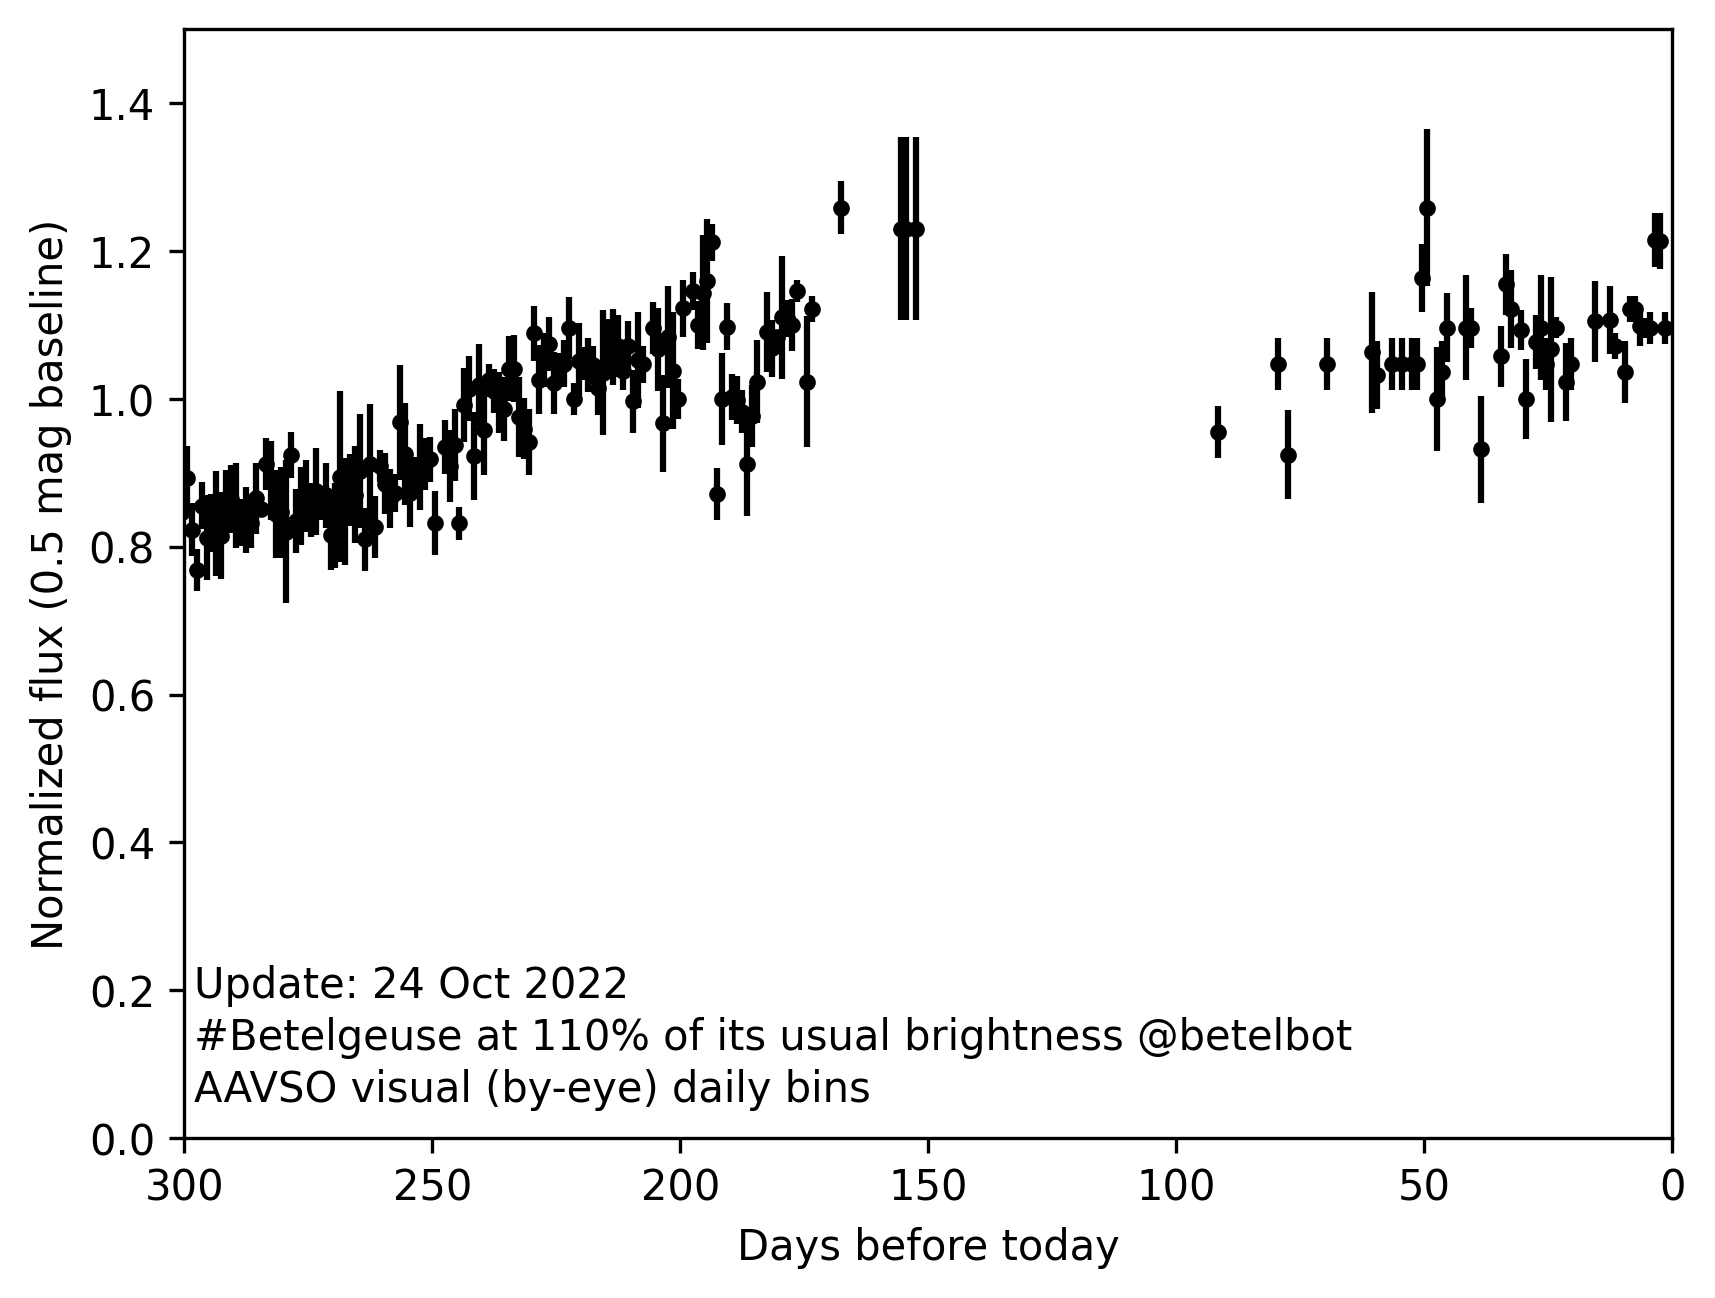 1.4
1.2
1.0
0.8
0.6
0.4
0.2
0.0
Normalized flux (0.5 mag baseline)
Update: 24 Oct 2022
#Betelgeuse at 110% of its usual brightness @betelbot
AAVSO visual (by-eye) daily bins
300 250 200 150 100 50 0
Days before today